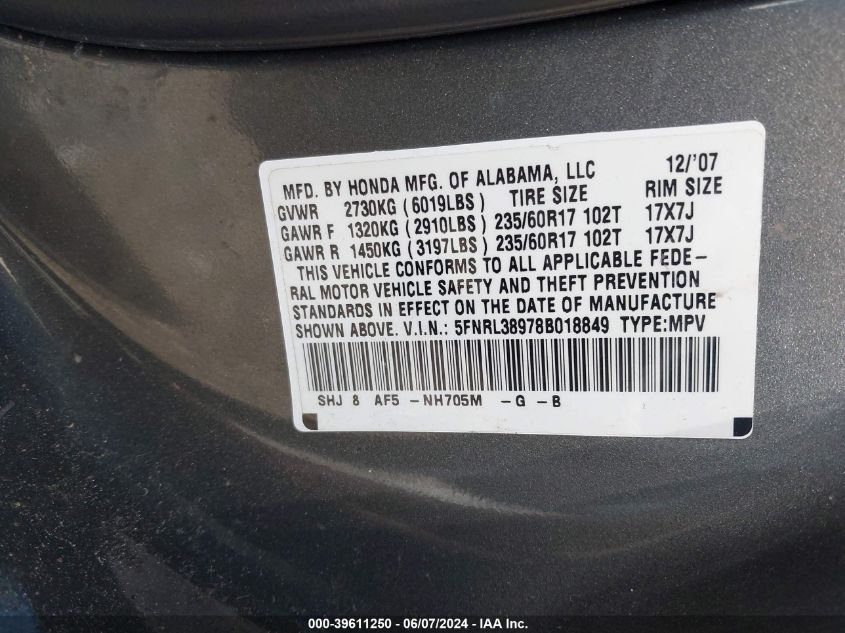 MFD. BY HONDA MFG. OF ALABAMA, LLC 12/'07
GVWR 2730KG (6019LBS) TIRE SIZE RIM SIZE
GAWR F 1320KG (2910LBS) 235/60R17 102T 17X7J
GAWR R 1450KG (3197LBS) 235/60R17 102T 17X7J
THIS VEHICLE CONFORMS TO ALL APPLICABLE FEDE-
RAL MOTOR VEHICLE SAFETY AND THEFT PREVENTION
STANDARDS IN EFFECT ON THE DATE OF MANUFACTURE
SHOWN ABOVE. V.I.N.: 5FNRL38978B018849 TYPE:MPV
SHJ 8 AF5 -NH705M -G -B
000-39611250 - 06/07/2024 - IAA Inc.